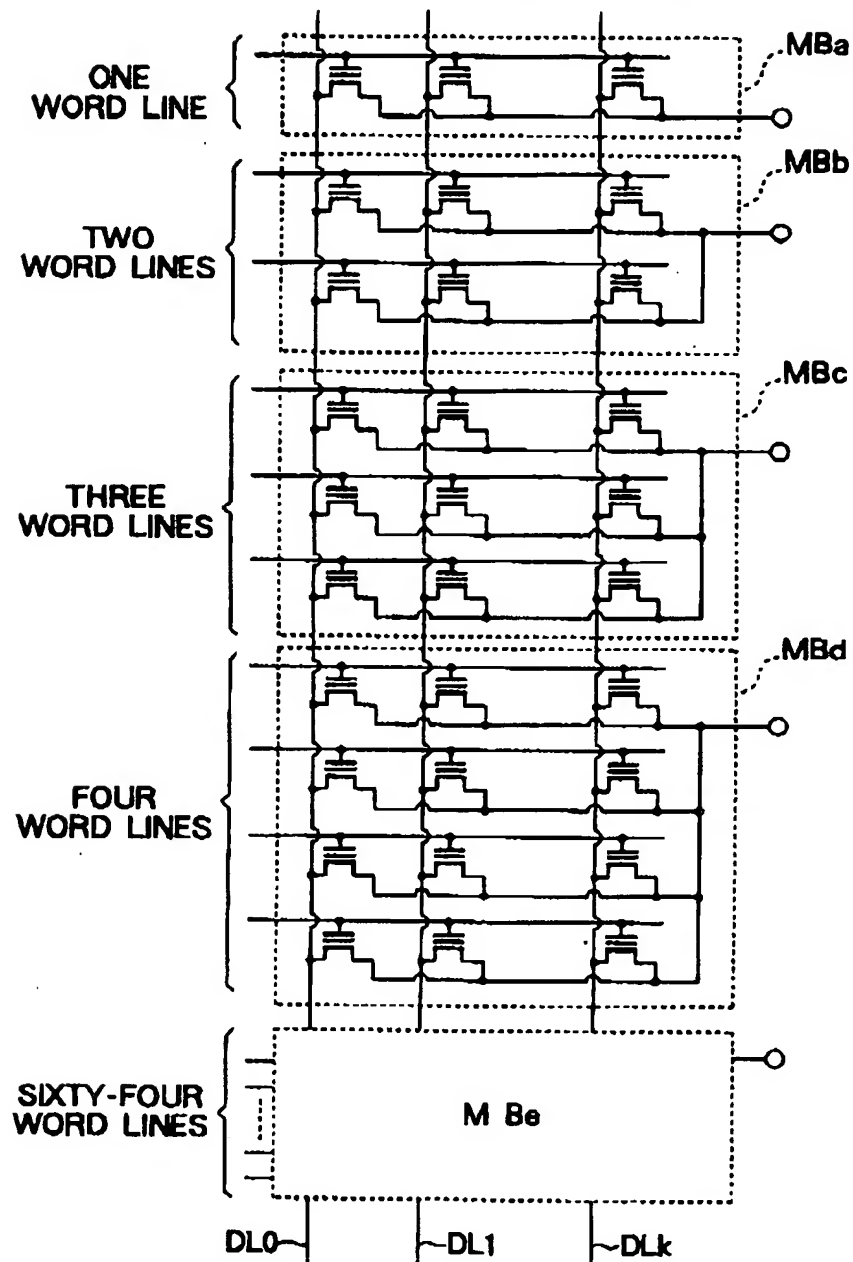 ONE
WORD LINE
MBa
TWO
WORD LINES
MBb
THREE
WORD LINES
MBc
FOUR
WORD LINES
MBd
SIXTY-FOUR
WORD LINES
M Be
DL0
DL1
DLk